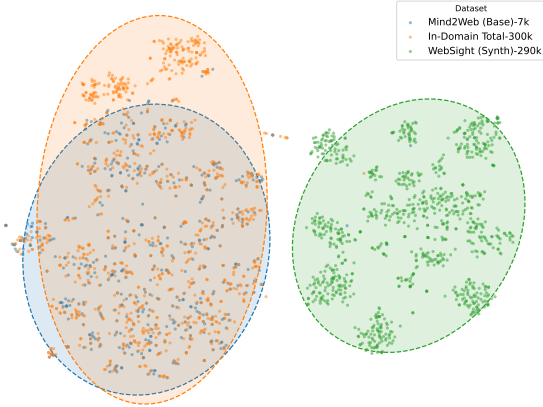 Dataset
Mind2Web (Base)-7k
In-Domain Total-300k
WebSight (Synth)-290k